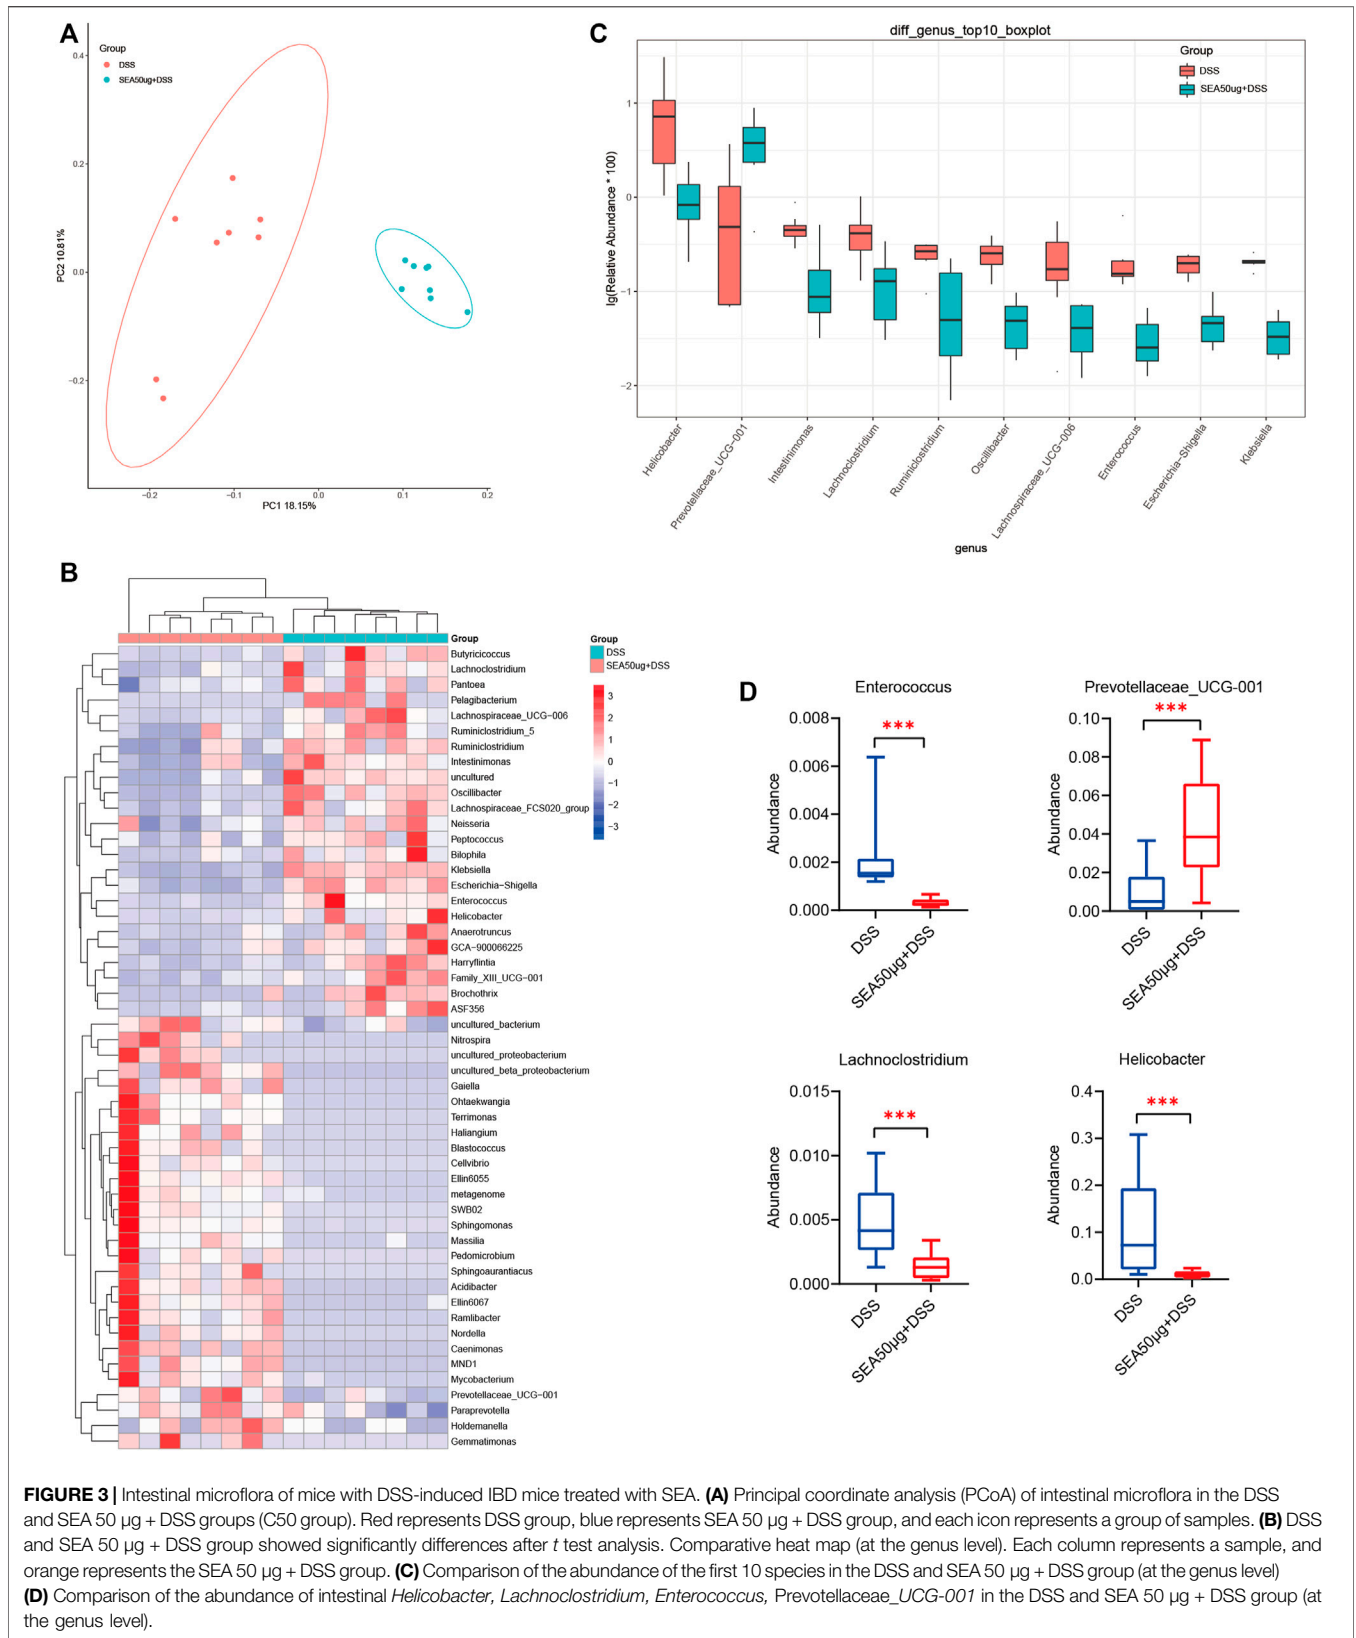 A
Group
DSS
SEA50ug+DSS
0.4
0.2
0.0
−0.2
PC2 10.81%
−0.2
−0.1
0.0
0.1
0.2
PC1 18.15%
C
diff_genus_top10_boxplot
Group
DSS
SEA50ug+DSS
1
0
−1
−2
lg(Relative Abundance * 100)
Helicobacter
Prevotellaceae_UCG−001
Intestinimonas
Lachnoclostridium
Ruminiclostridium
Oscillibacter
Lachnospiraceae_UCG−006
Enterococcus
Escherichia−Shigella
Klebsiella
genus
B
Group
Butyricicoccus
Lachnoclostridium
Pantoea
Pelagibacterium
Lachnospiraceae_UCG−006
Ruminiclostridium_5
Ruminiclostridium
Intestinimonas
uncultured
Oscillibacter
Lachnospiraceae_FCS020_group
Neisseria
Peptococcus
Bilophila
Klebsiella
Escherichia−Shigella
Enterococcus
Helicobacter
Anaerotruncus
GCA−900066225
Harryflintia
Family_XIII_UCG−001
Brochothrix
ASF356
uncultured_bacterium
Nitrospira
uncultured_proteobacterium
uncultured_beta_proteobacterium
Gaiella
Ohtaekwangia
Terrimonas
Haliangium
Blastococcus
Cellvibrio
Ellin6055
metagenome
SWB02
Sphingomonas
Massilia
Pedomicrobium
Sphingoaurantiacus
Acidibacter
Ellin6067
Ramlibacter
Nordella
Caenimonas
MND1
Mycobacterium
Prevotellaceae_UCG−001
Paraprevotella
Holdemanella
Gemmatimonas
Group
DSS
SEA50ug+DSS
3
2
1
0
−1
−2
−3
D
Enterococcus
***
0.008
0.006
0.004
0.002
0.000
Abundance
DSS
SEA50μg+DSS
Prevotellaceae_UCG-001
***
0.10
0.08
0.06
0.04
0.02
0.00
Abundance
DSS
SEA50μg+DSS
Lachnoclostridium
***
0.015
0.010
0.005
0.000
Abundance
DSS
SEA50μg+DSS
Helicobacter
***
0.4
0.3
0.2
0.1
0.0
Abundance
DSS
SEA50μg+DSS
FIGURE 3 | Intestinal microflora of mice with DSS-induced IBD mice treated with SEA. (A) Principal coordinate analysis (PCoA) of intestinal microflora in the DSS
and SEA 50 μg + DSS groups (C50 group). Red represents DSS group, blue represents SEA 50 μg + DSS group, and each icon represents a group of samples. (B) DSS
and SEA 50 μg + DSS group showed significantly differences after t test analysis. Comparative heat map (at the genus level). Each column represents a sample, and
orange represents the SEA 50 μg + DSS group. (C) Comparison of the abundance of the first 10 species in the DSS and SEA 50 μg + DSS group (at the genus level)
(D) Comparison of the abundance of intestinal Helicobacter, Lachnoclostridium, Enterococcus, Prevotellaceae_UCG-001 in the DSS and SEA 50 μg + DSS group (at
the genus level).